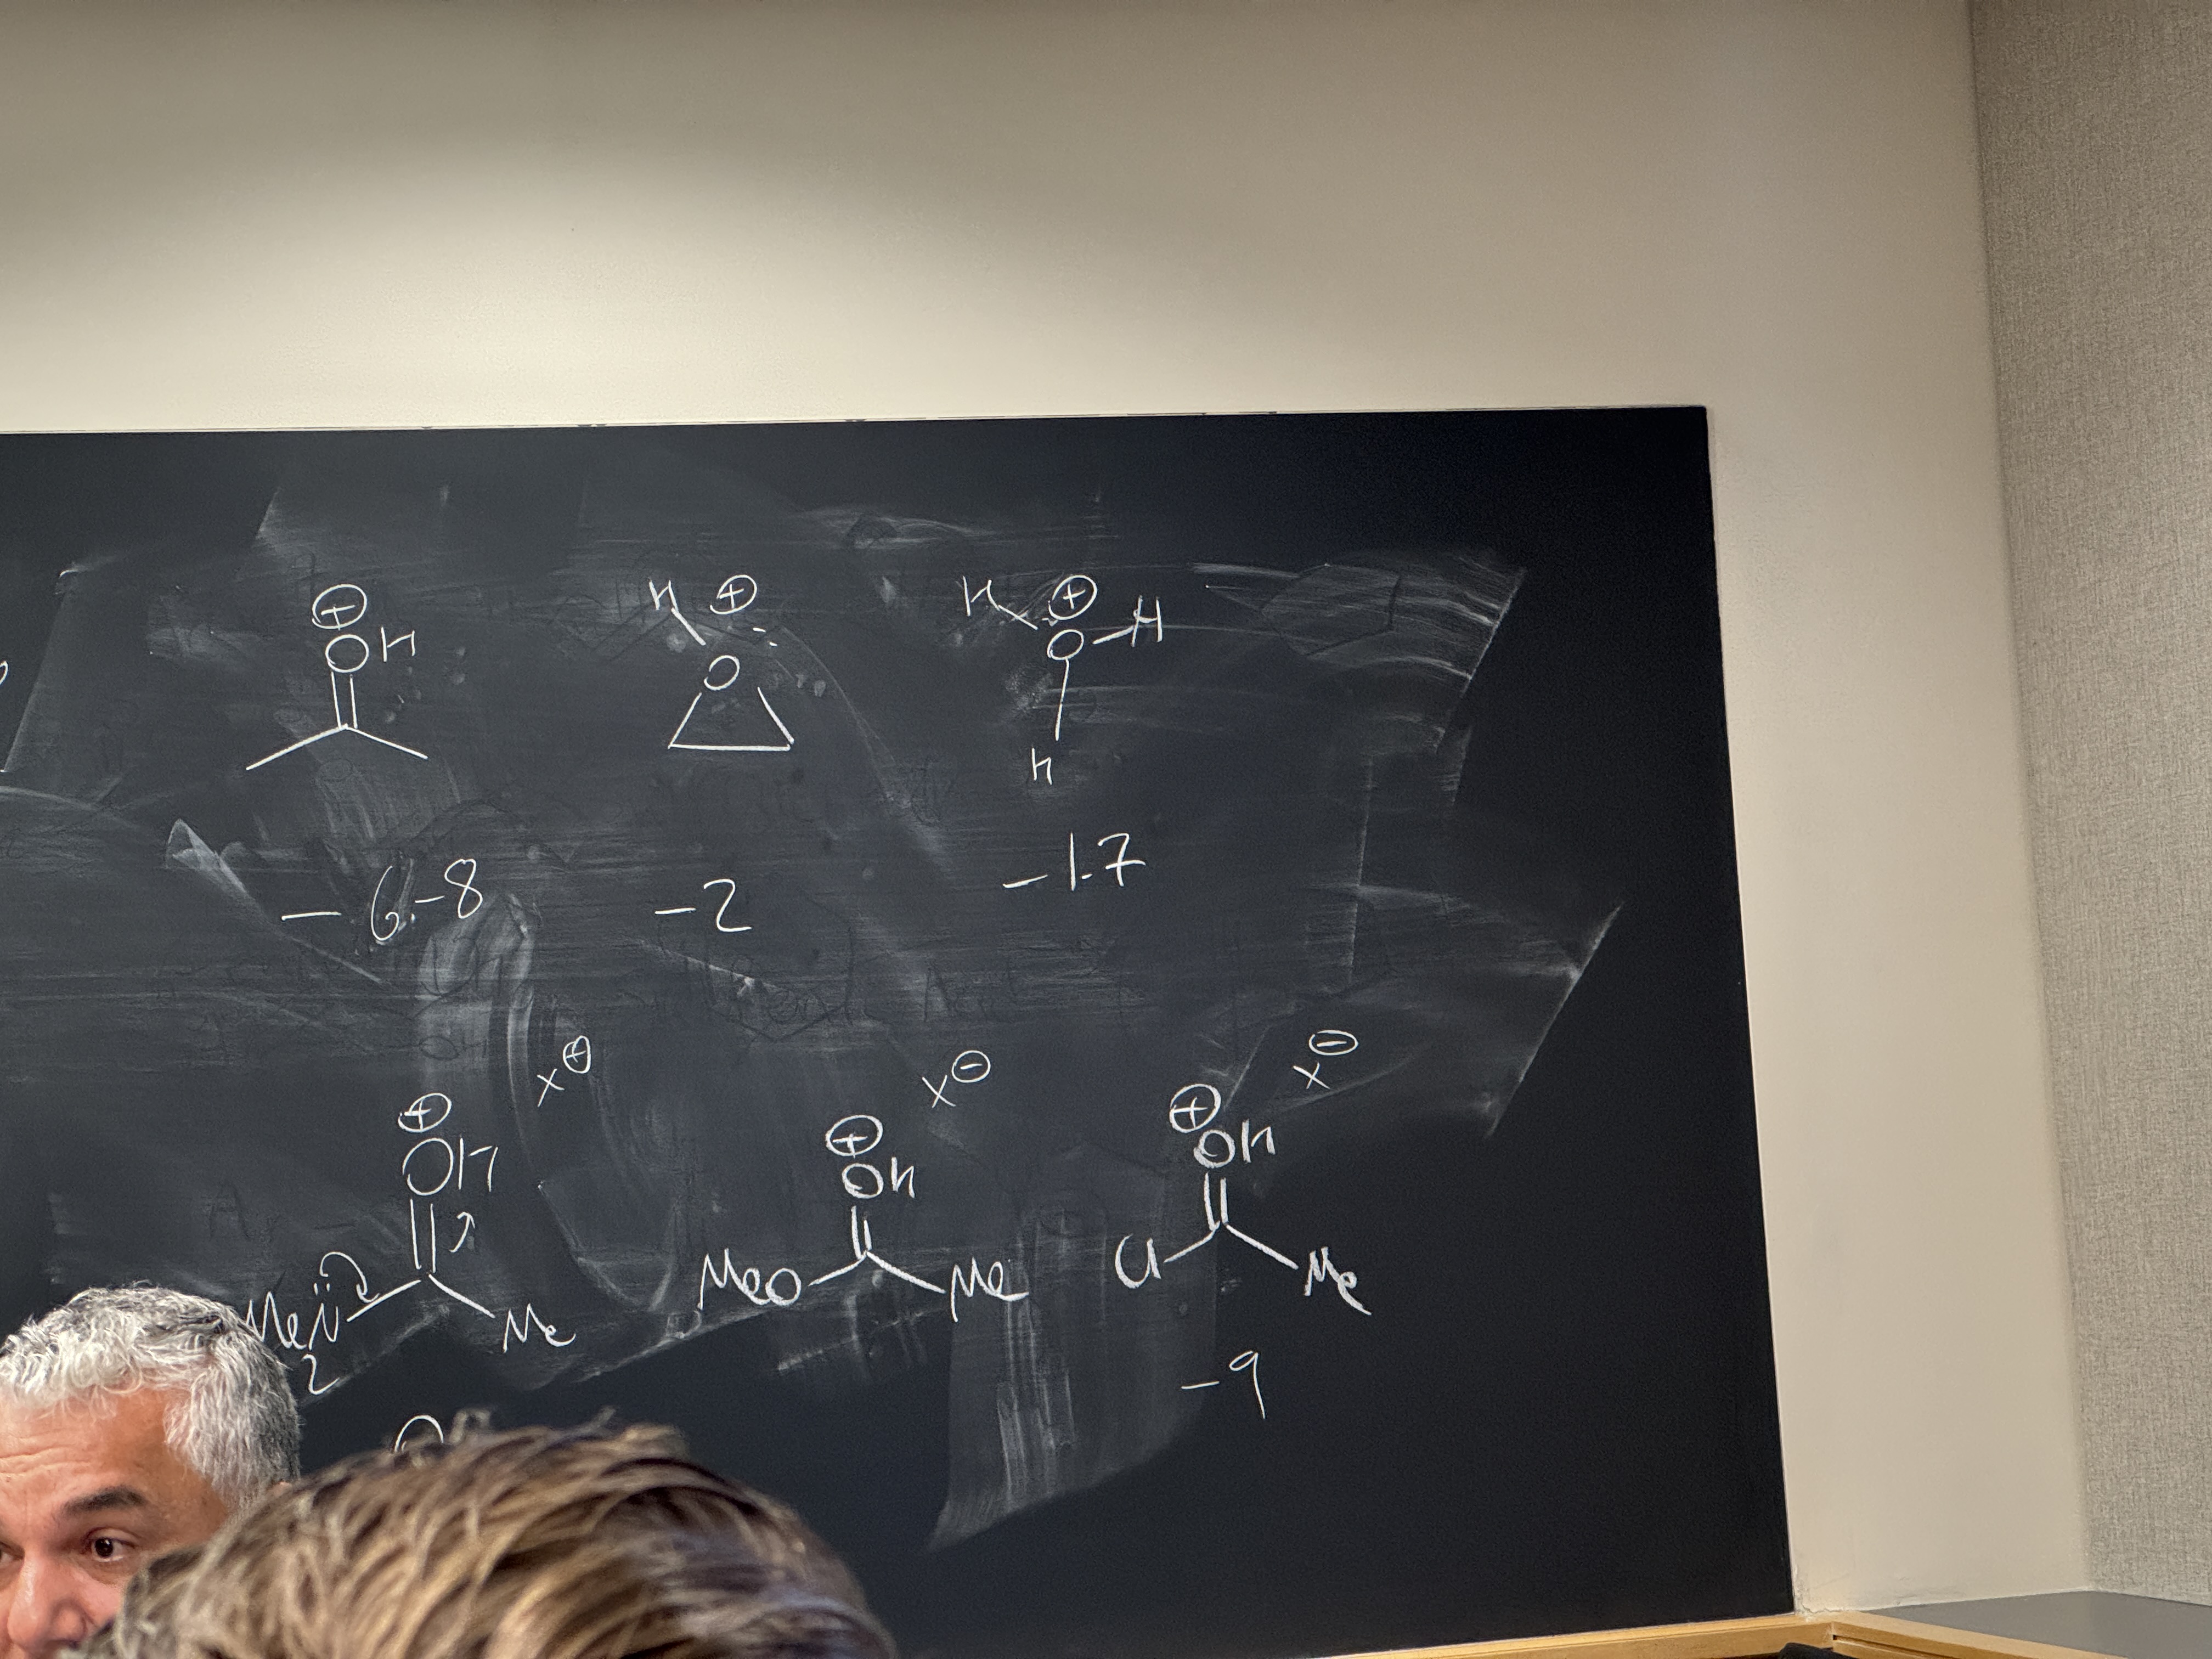 ⊕ H ⊕ H ⊕
OH O O H
H
-6--8 -2 -1.7
X⊕ X⊖ X⊖
⊕ ⊕ ⊕
OH OH OH
Me2N Me MeO Me Cl Me
-9